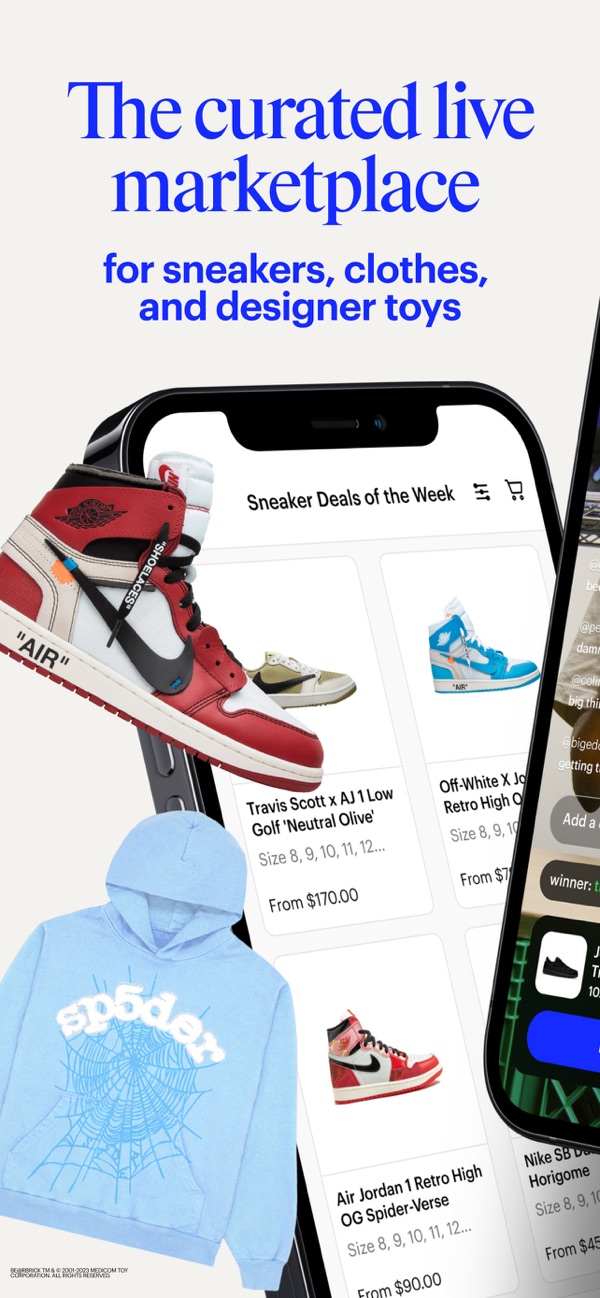 The curated live
marketplace
for sneakers, clothes,
and designer toys
Sneaker Deals of the Week
"SHOELACES"
"AIR"
"AIR"
Travis Scott x AJ 1 Low
Golf 'Neutral Olive'
Size 8, 9, 10, 11, 12...
From $170.00
Off-White X
Retro High
Size 8, 9, 10,
From
sp5der
Air Jordan 1 Retro High
OG Spider-Verse
Size 8, 9, 10, 11, 12...
From $90.00
Nike SB
Horigome
Size 8, 9,
From
big
getting
Add a
winner:
BE@RBRICK TM & © 2001-2023 MEDICOM TOY
CORPORATION. ALL RIGHTS RESERVED.